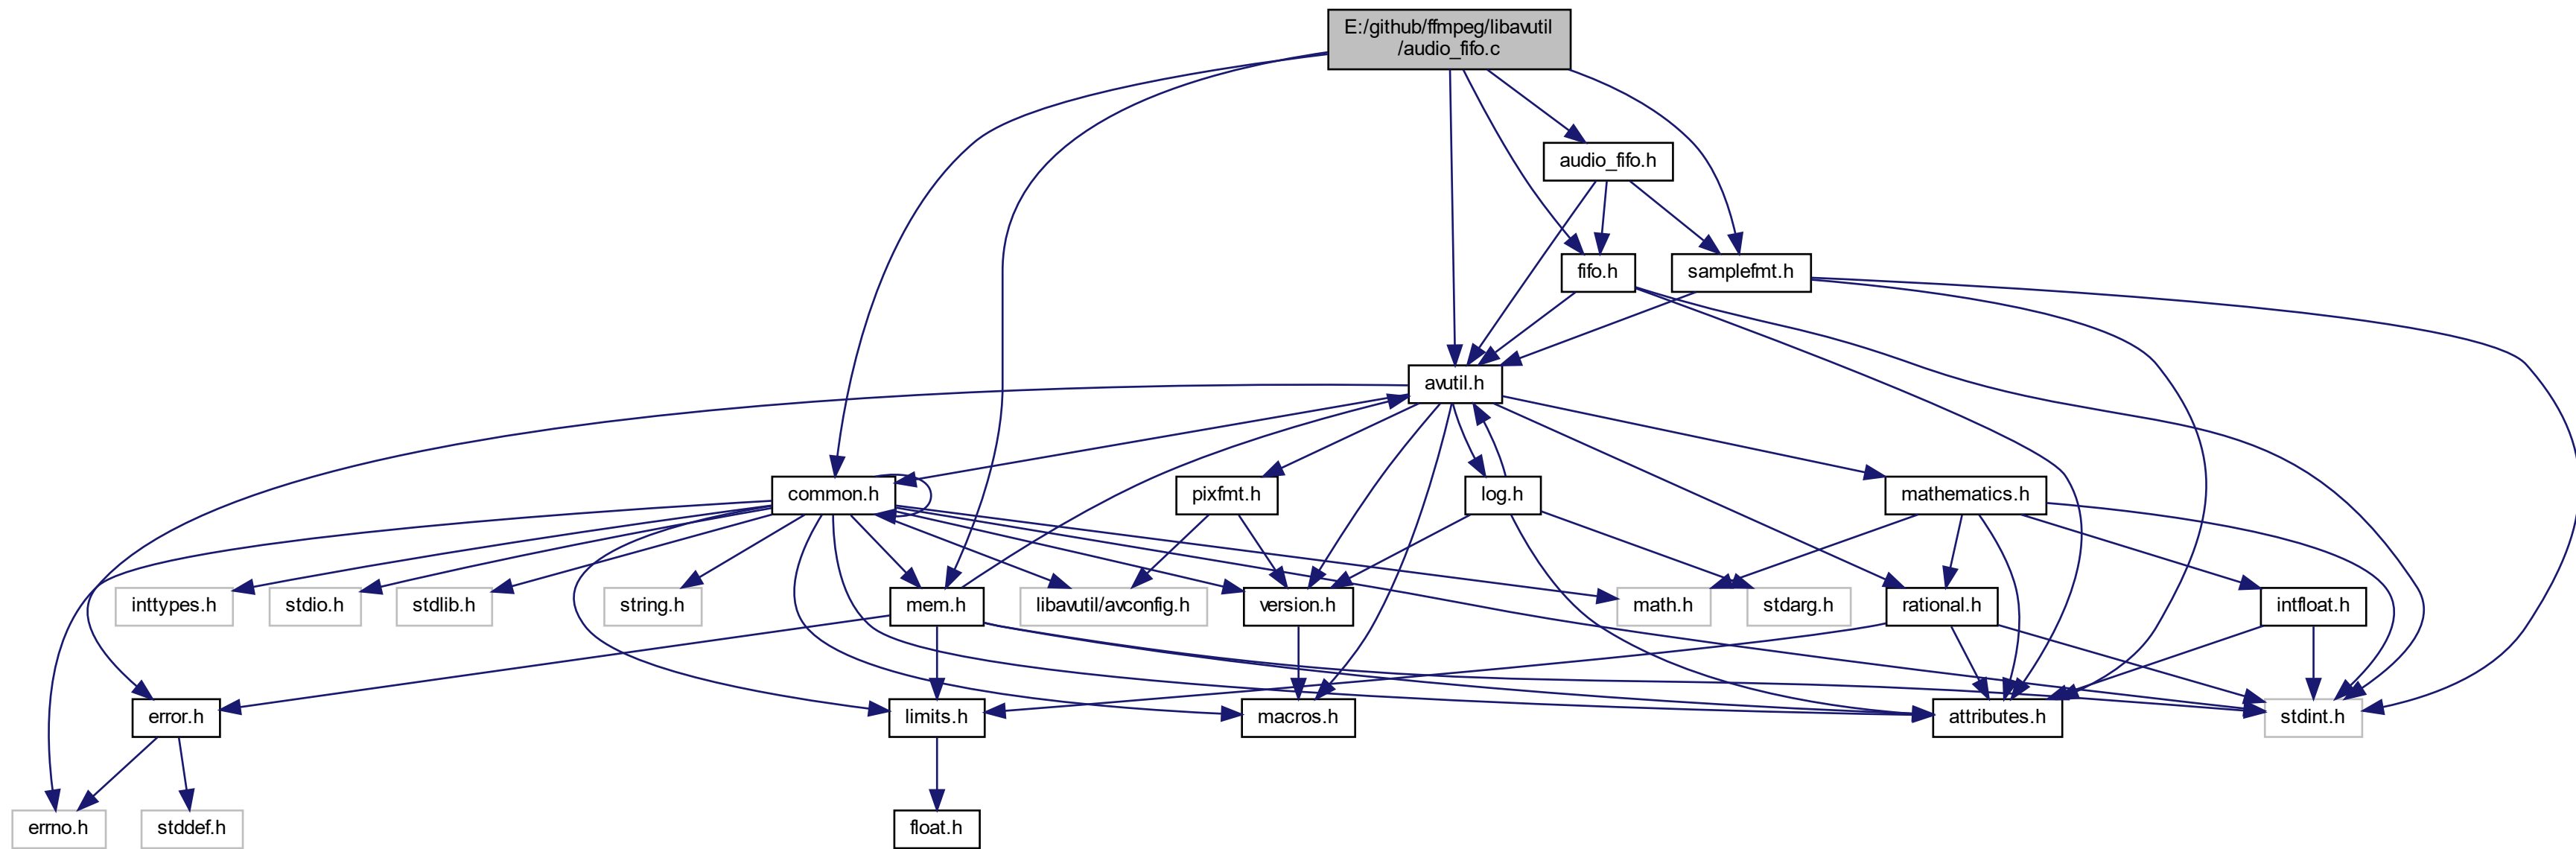 E:/github/ffmpeg/libavutil
/audio_fifo.c
audio_fifo.h
fifo.h
samplefmt.h
avutil.h
common.h
pixfmt.h
log.h
mathematics.h
inttypes.h
stdio.h
stdlib.h
string.h
mem.h
libavutil/avconfig.h
version.h
math.h
stdarg.h
rational.h
intfloat.h
error.h
limits.h
macros.h
attributes.h
stdint.h
errno.h
stddef.h
float.h